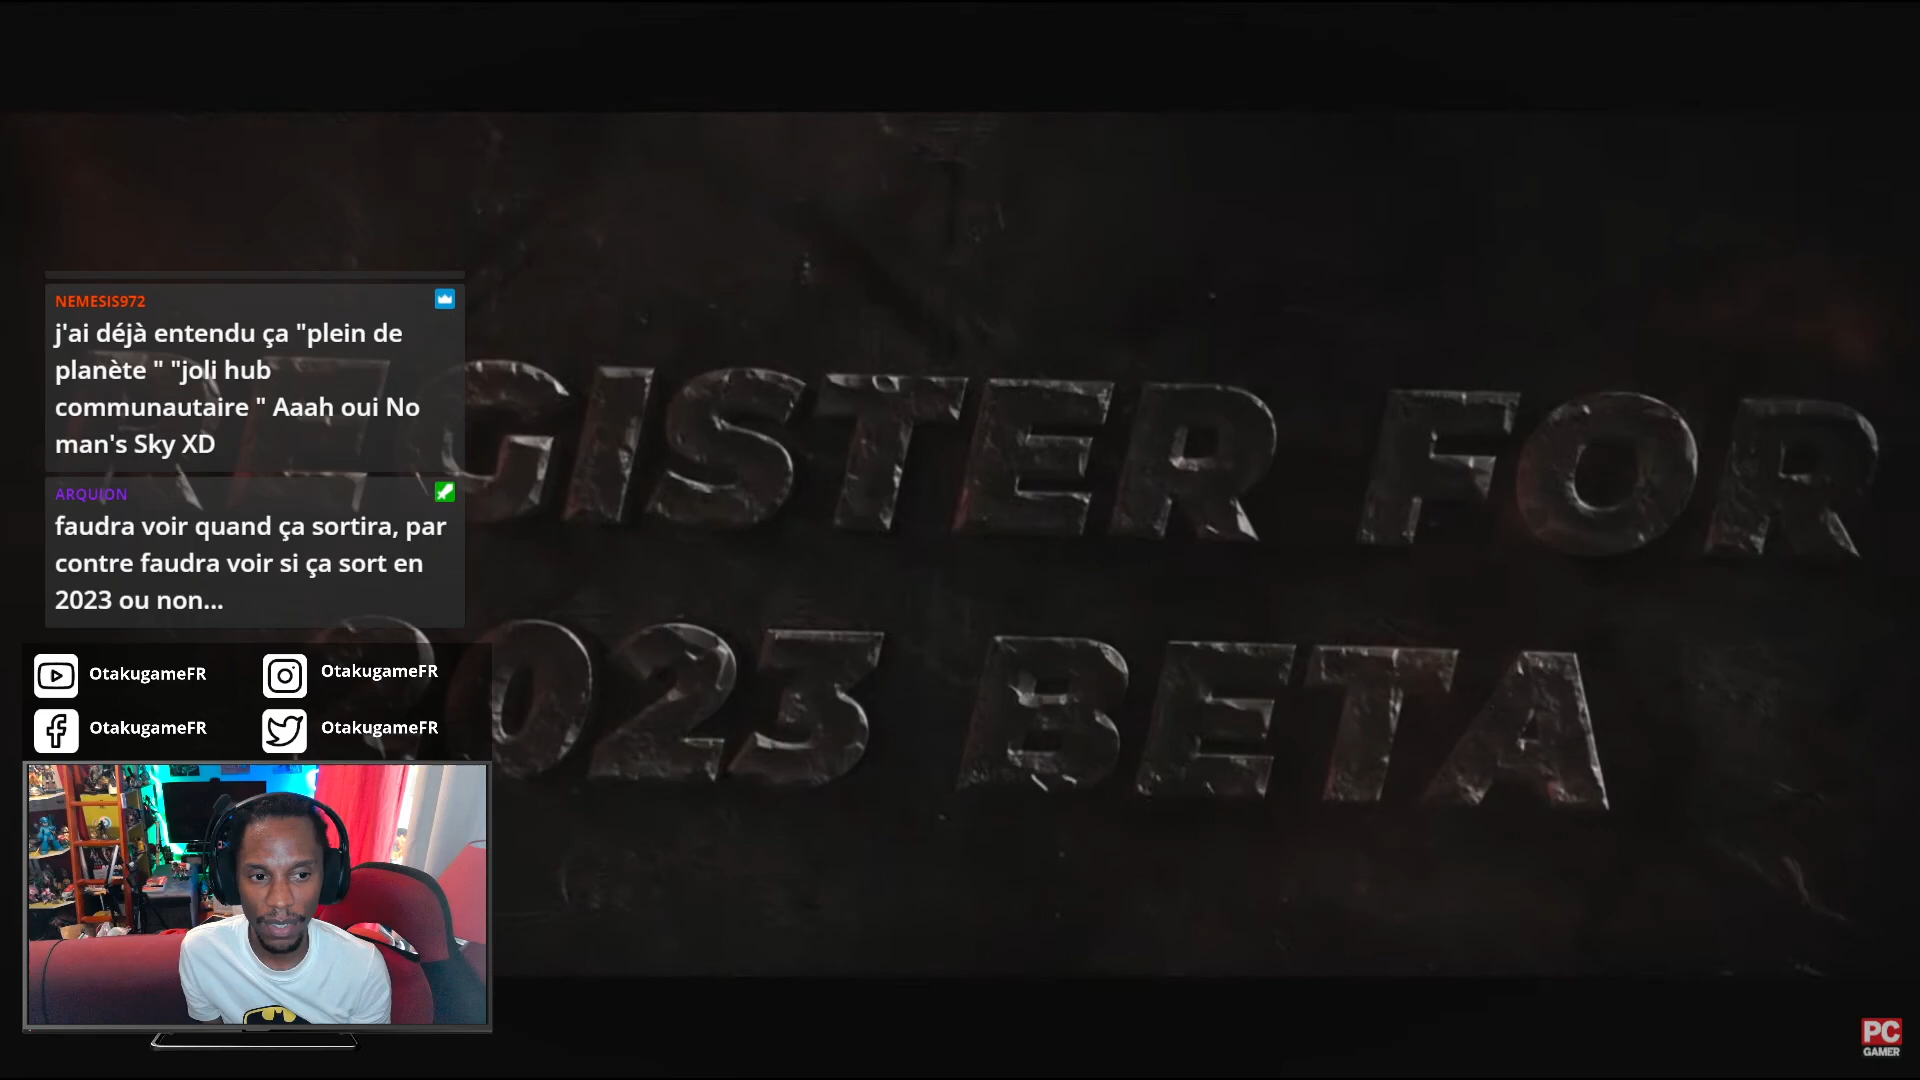 NEMESIS972
j'ai déjà entendu ça "plein de
planète " "joli hub
communautaire " Aaah oui No
man's Sky XD
ARQUION
faudra voir quand ça sortira, par
contre faudra voir si ça sort en
2023 ou non...
REGISTER FOR
2023 BETA
OtakugameFR
OtakugameFR
OtakugameFR
OtakugameFR
PC
GAMER